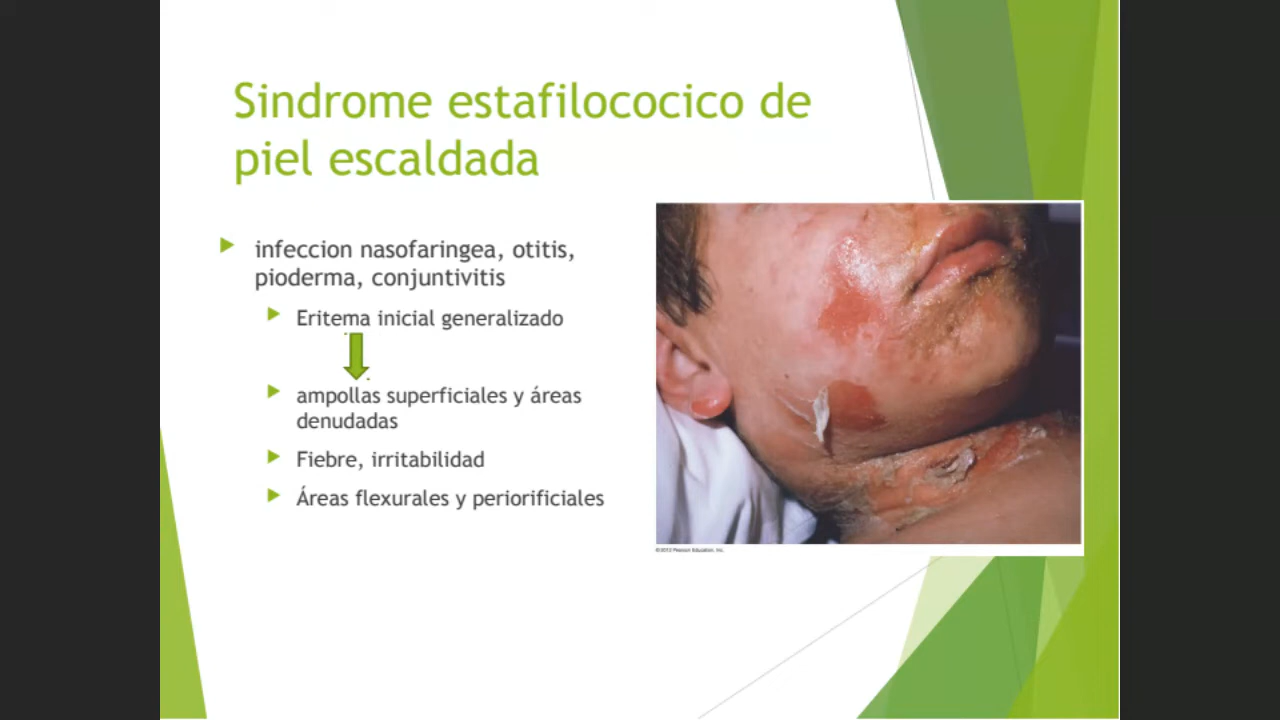 Sindrome estafilococico de
piel escaldada
infeccion nasofaringea, otitis,
pioderma, conjuntivitis
Eritema inicial generalizado
ampollas superficiales y áreas
denudadas
Fiebre, irritabilidad
Áreas flexurales y periorificiales
©2012 Pearson Education, Inc.